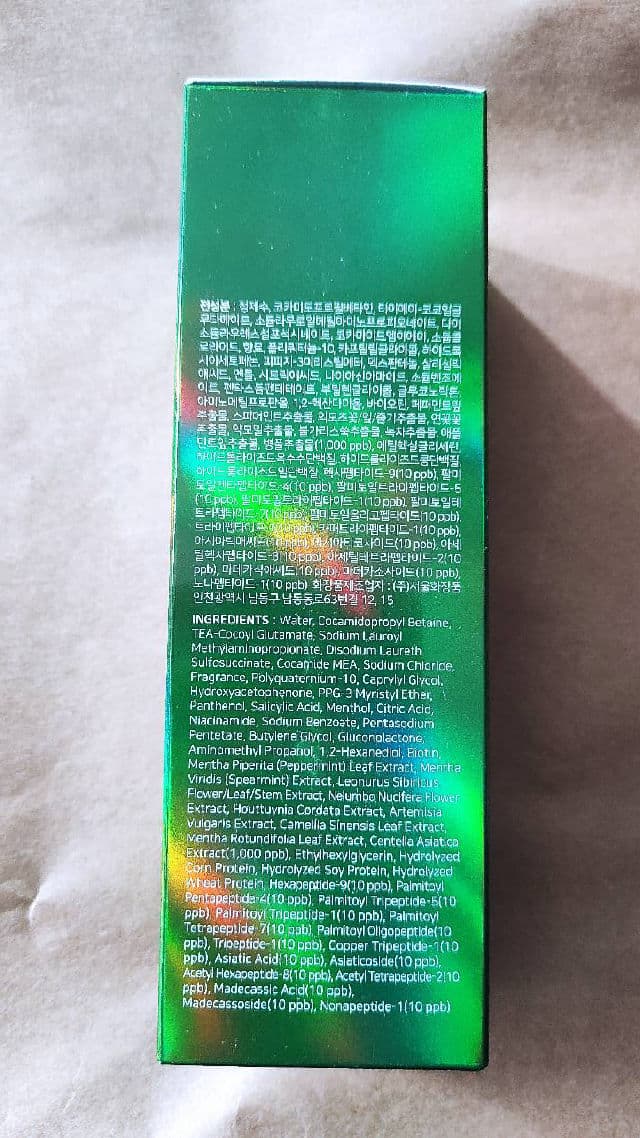 전성분 : 정제수, 코카미도프로필베타인, 티이에이-코코일글
루타메이트, 소듐라우로일메틸아미노프로피오네이트, 다이
소듐라우레스설포석시네이트, 코카마이드엠이에이, 소듐클
로라이드, 향료, 폴리쿼터늄-10, 카프릴릴글라이콜, 하이드록
시아세토페논, 피피지-3미리스틸에터, 덱스판테놀, 살리실릭
애씨드, 멘톨, 시트릭애씨드, 나이아신아마이드, 소듐벤조에
이트, 펜타소듐펜테테이트, 부틸렌글라이콜, 글루코노락톤,
아미노메틸프로판올, 1,2-헥산다이올, 바이오틴, 페퍼민트잎
추출물, 스피어민트추출물, 익모초꽃/잎/줄기추출물, 연꽃꽃
추출물, 약모밀추출물, 불가리스쑥추출물, 녹차추출물, 애플
민트잎추출물, 병풀추출물(1,000 ppb), 에틸헥실글리세린,
하이드롤라이즈드옥수수단백질, 하이드롤라이즈드콩단백질,
하이드롤라이즈드밀단백질, 헥사펩타이드-9(10 ppb), 팔미
토일펜타펩타이드-4(10 ppb), 팔미토일트라이펩타이드-5
(10 ppb), 팔미토일트라이펩타이드-1(10 ppb), 팔미토일테
트라펩타이드-7(10 ppb), 팔미토일올리고펩타이드(10 ppb),
트라이펩타이드-1(10 ppb), 카퍼트라이펩타이드-1(10 ppb),
아시아틱애씨드(10 ppb), 아시아티코사이드(10 ppb), 아세
틸헥사펩타이드-8(10 ppb), 아세틸테트라펩타이드-2(10
ppb), 마데카식애씨드(10 ppb), 마데카소사이드(10 ppb),
노나펩타이드-1(10 ppb) 화장품제조업자 : (주)서울화장품
인천광역시 남동구 남동동로63번길 12, 15
INGREDIENTS : Water, Cocamidopropyl Betaine,
TEA-Cocoyl Glutamate, Sodium Lauroyl
Methylaminopropionate, Disodium Laureth
Sulfosuccinate, Cocamide MEA, Sodium Chloride,
Fragrance, Polyquaternium-10, Caprylyl Glycol,
Hydroxyacetophenone, PPG-3 Myristyl Ether,
Panthenol, Salicylic Acid, Menthol, Citric Acid,
Niacinamide, Sodium Benzoate, Pentasodium
Pentetate, Butylene Glycol, Gluconolactone,
Aminomethyl Propanol, 1,2-Hexanediol, Biotin,
Mentha Piperita (Peppermint) Leaf Extract, Mentha
Viridis (Spearmint) Extract, Leonurus Sibiricus
Flower/Leaf/Stem Extract, Nelumbo Nucifera Flower
Extract, Houttuynia Cordata Extract, Artemisia
Vulgaris Extract, Camellia Sinensis Leaf Extract,
Mentha Rotundifolia Leaf Extract, Centella Asiatica
Extract(1,000 ppb), Ethylhexylglycerin, Hydrolyzed
Corn Protein, Hydrolyzed Soy Protein, Hydrolyzed
Wheat Protein, Hexapeptide-9(10 ppb), Palmitoyl
Pentapeptide-4(10 ppb), Palmitoyl Tripeptide-5(10
ppb), Palmitoyl Tripeptide-1(10 ppb), Palmitoyl
Tetrapeptide-7(10 ppb), Palmitoyl Oligopeptide(10
ppb), Tripeptide-1(10 ppb), Copper Tripeptide-1(10
ppb), Asiatic Acid(10 ppb), Asiaticoside(10 ppb),
Acetyl Hexapeptide-8(10 ppb), Acetyl Tetrapeptide-2(10
ppb), Madecassic Acid(10 ppb),
Madecassoside(10 ppb), Nonapeptide-1(10 ppb)